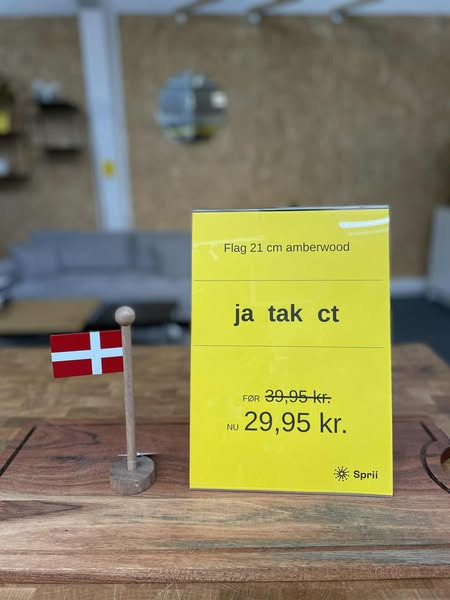 Flag 21 cm amberwood
ja tak ct
FØR 39,95 kr.
NU 29,95 kr.
Sprii